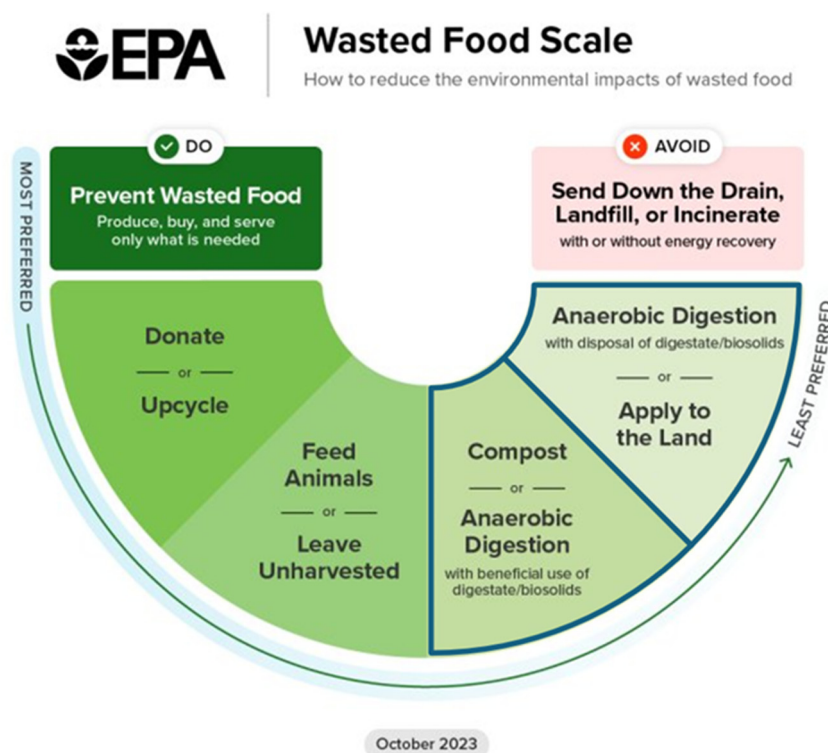 EPA
Wasted Food Scale
How to reduce the environmental impacts of wasted food
DO
Prevent Wasted Food
Produce, buy, and serve
only what is needed
AVOID
Send Down the Drain,
Landfill, or Incinerate
with or without energy recovery
MOST PREFERRED
Donate
or
Upcycle
Feed
Animals
or
Leave
Unharvested
Compost
or
Anaerobic
Digestion
with beneficial use of
digestate/biosolids
Anaerobic Digestion
with disposal of digestate/biosolids
or
Apply to
the Land
LEAST PREFERRED
October 2023